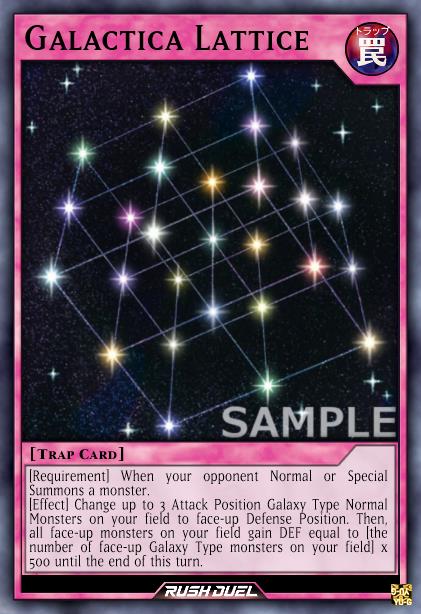 GALACTICA LATTICE
トラップ
罠
SAMPLE
[TRAP CARD]
[Requirement] When your opponent Normal or Special
Summons a monster.
[Effect] Change up to 3 Attack Position Galaxy Type Normal
Monsters on your field to face-up Defense Position. Then,
all face-up monsters on your field gain DEF equal to [the
number of face-up Galaxy Type monsters on your field] x
500 until the end of this turn.
RUSH DUEL